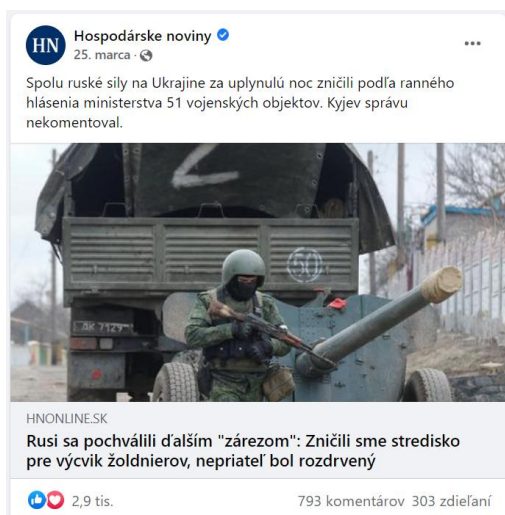 HN
Hospodárske noviny
25. marca ·
Spolu ruské sily na Ukrajine za uplynulú noc zničili podľa ranného
hlásenia ministerstva 51 vojenských objektov. Kyjev správu
nekomentoval.
Z
50
AK 7129
HNONLINE.SK
Rusi sa pochválili ďalším "zárezom": Zničili sme stredisko
pre výcvik žoldnierov, nepriateľ bol rozdrvený
2,9 tis.
793 komentárov 303 zdieľaní